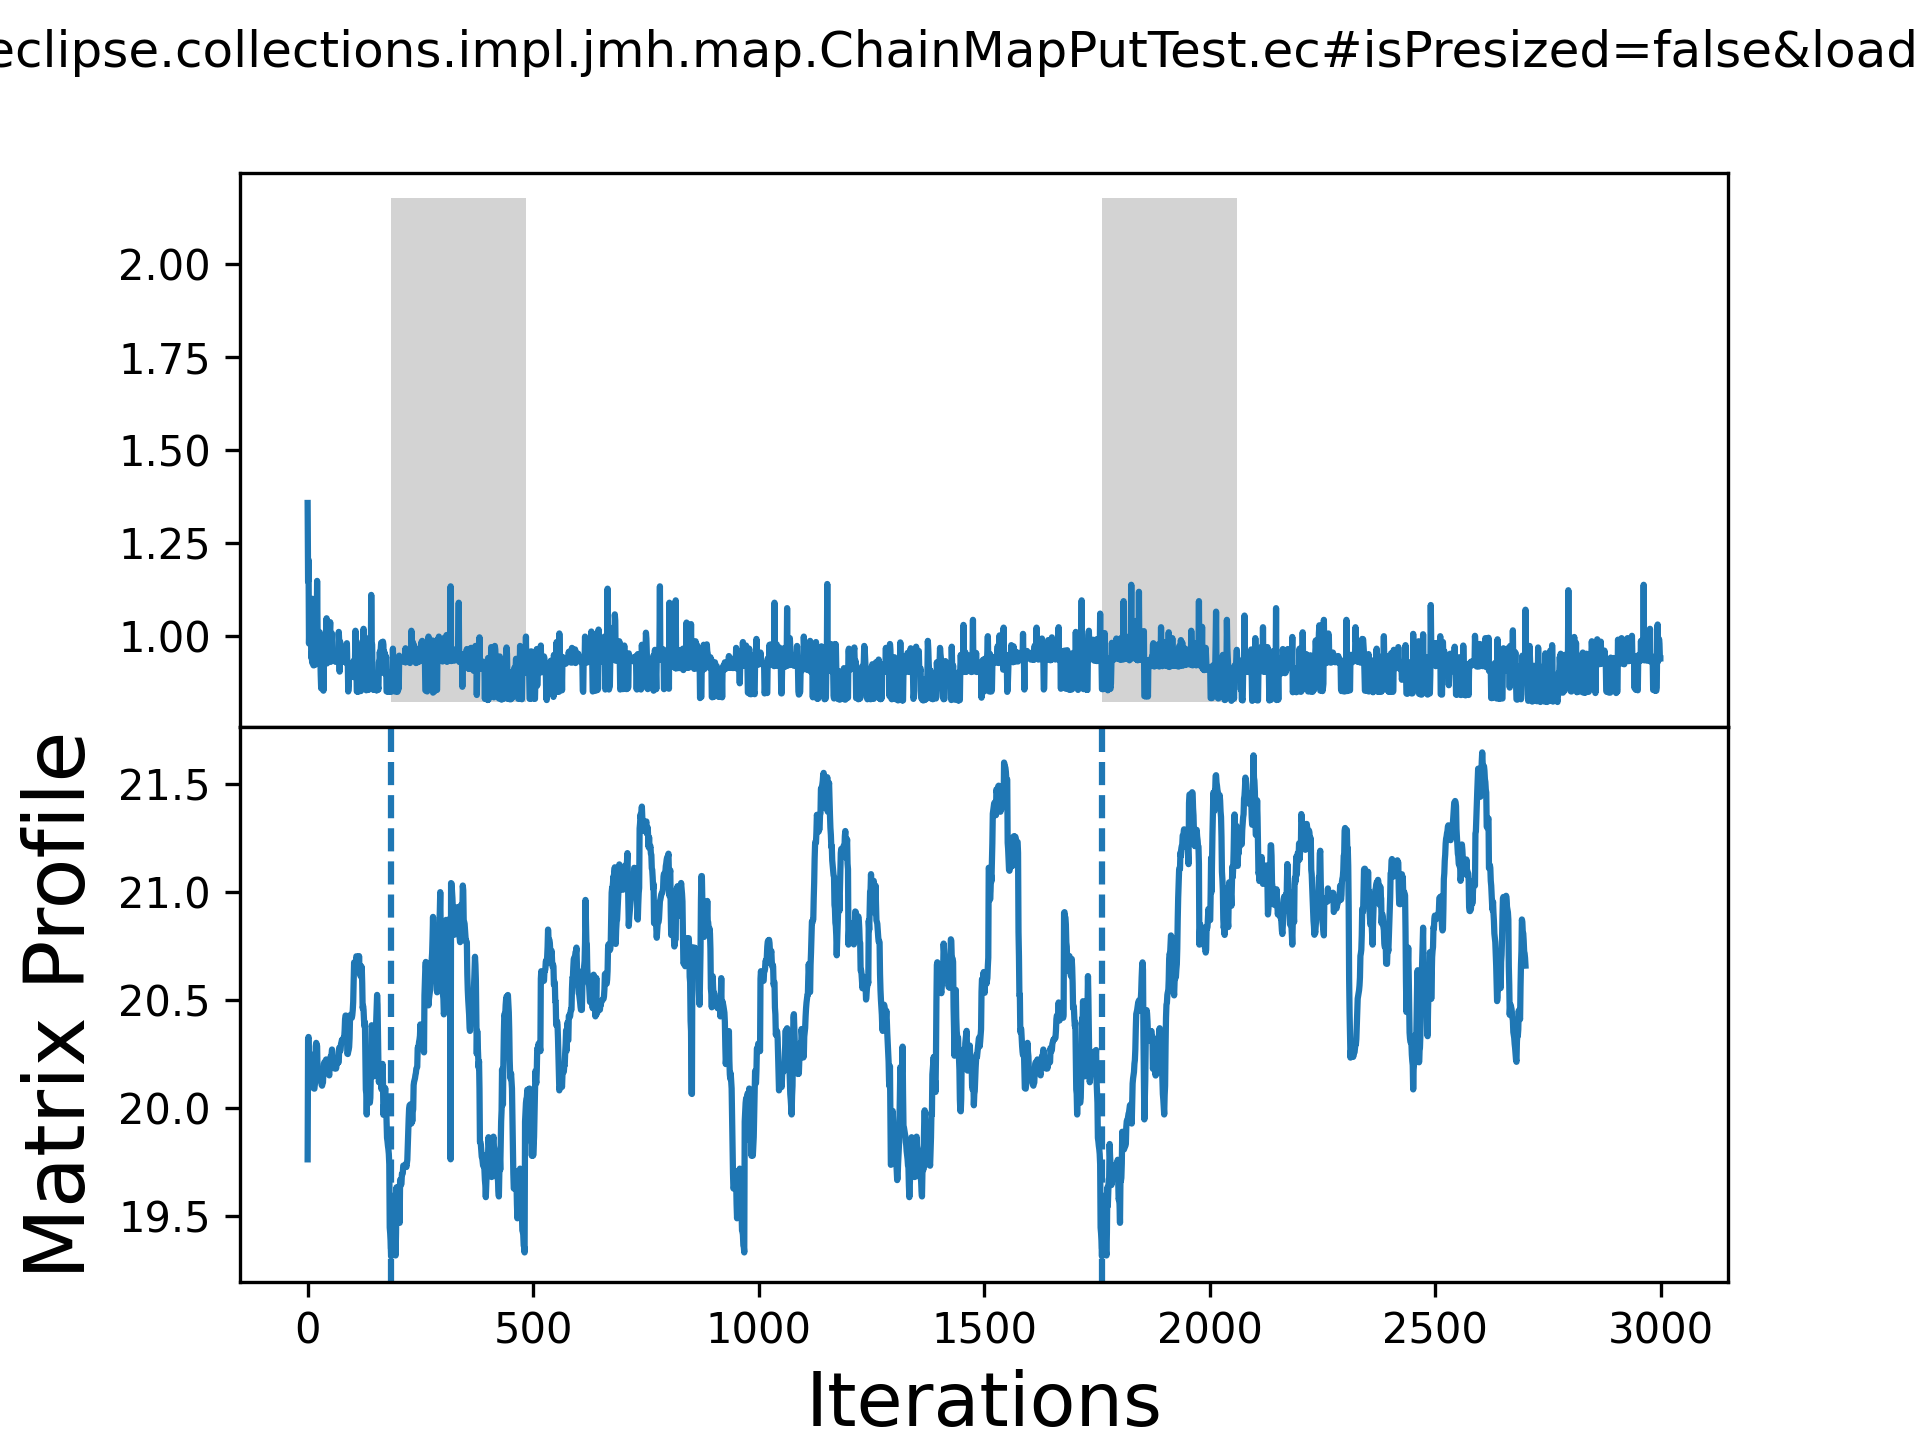 eclipse.collections.impl.jmh.map.ChainMapPutTest.ec#isPresized=false&load
2.00
1.75
1.50
1.25
1.00
Matrix Profile
21.5
21.0
20.5
20.0
19.5
0 500 1000 1500 2000 2500 3000
Iterations